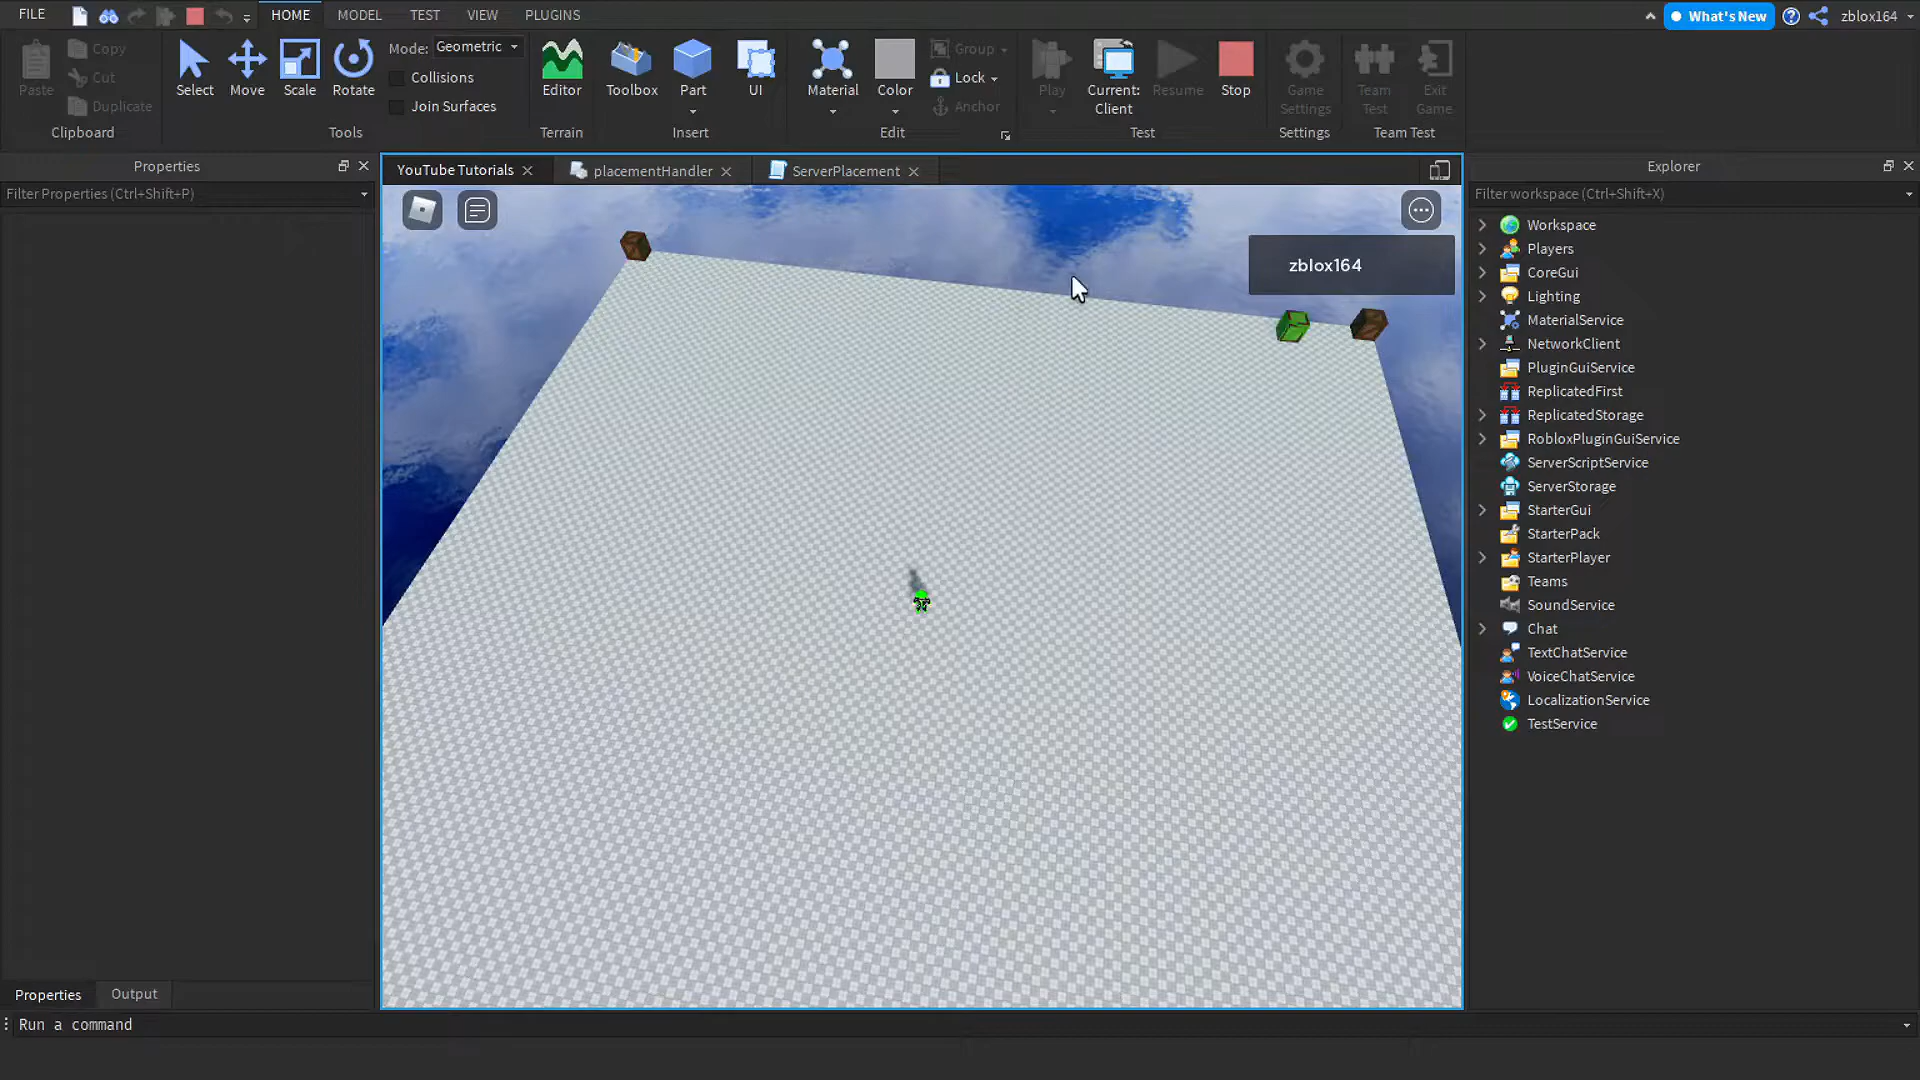 FILE HOME MODEL TEST VIEW PLUGINS What's New zblox164
Paste Copy Cut Duplicate
Clipboard
Select Move Scale Rotate
Mode: Geometric
Collisions
Join Surfaces
Tools
Editor
Terrain
Toolbox Part UI
Insert
Material Color
Group
Lock
Anchor
Edit
Play Current: Client Resume Stop
Test
Game Settings
Settings
Team Test Exit Game
Team Test
Properties
Filter Properties (Ctrl+Shift+P)
YouTube Tutorials placementHandler ServerPlacement
zblox164
Explorer
Filter workspace (Ctrl+Shift+X)
Workspace
Players
CoreGui
Lighting
MaterialService
NetworkClient
PluginGuiService
ReplicatedFirst
ReplicatedStorage
RobloxPluginGuiService
ServerScriptService
ServerStorage
StarterGui
StarterPack
StarterPlayer
Teams
SoundService
Chat
TextChatService
VoiceChatService
LocalizationService
TestService
Properties Output
Run a command